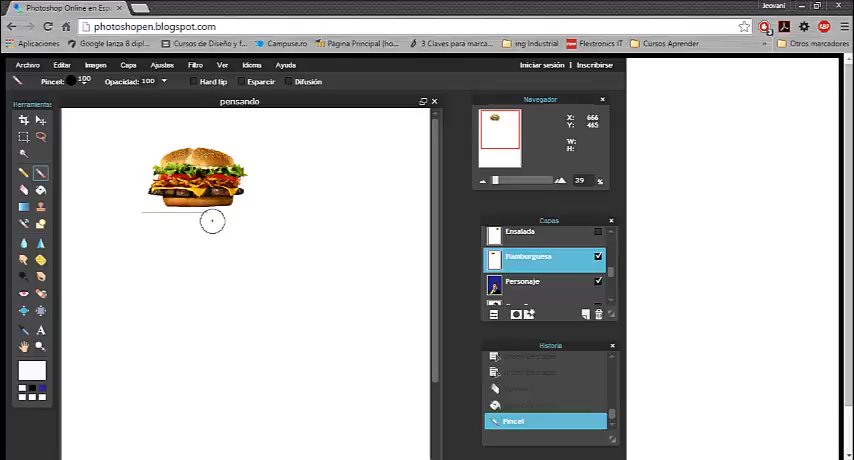 Jeovani
Photoshop Online en Esp
photoshopen.blogspot.com
Aplicaciones
Google lanza 8 dipl...
Cursos de Diseño y f...
Campuse.ro
Página Principal (ho...
3 Claves para marca...
ing Industrial
Flextronics IT
Cursos Aprender
»
Otros marcadores
Archivo Editar Imagen Capa Ajustes Filtro Ver Idioma Ayuda
Iniciar sesión | Inscribirse
Pincel: 100 Opacidad: 100 Hard tip Esparcir Difusión
Herramientas
pensando
Navegador
X: 666
Y: 465
W:
H:
39 %
Capas
Ensalada
Hamburguesa
Personaje
Historia
Pincel